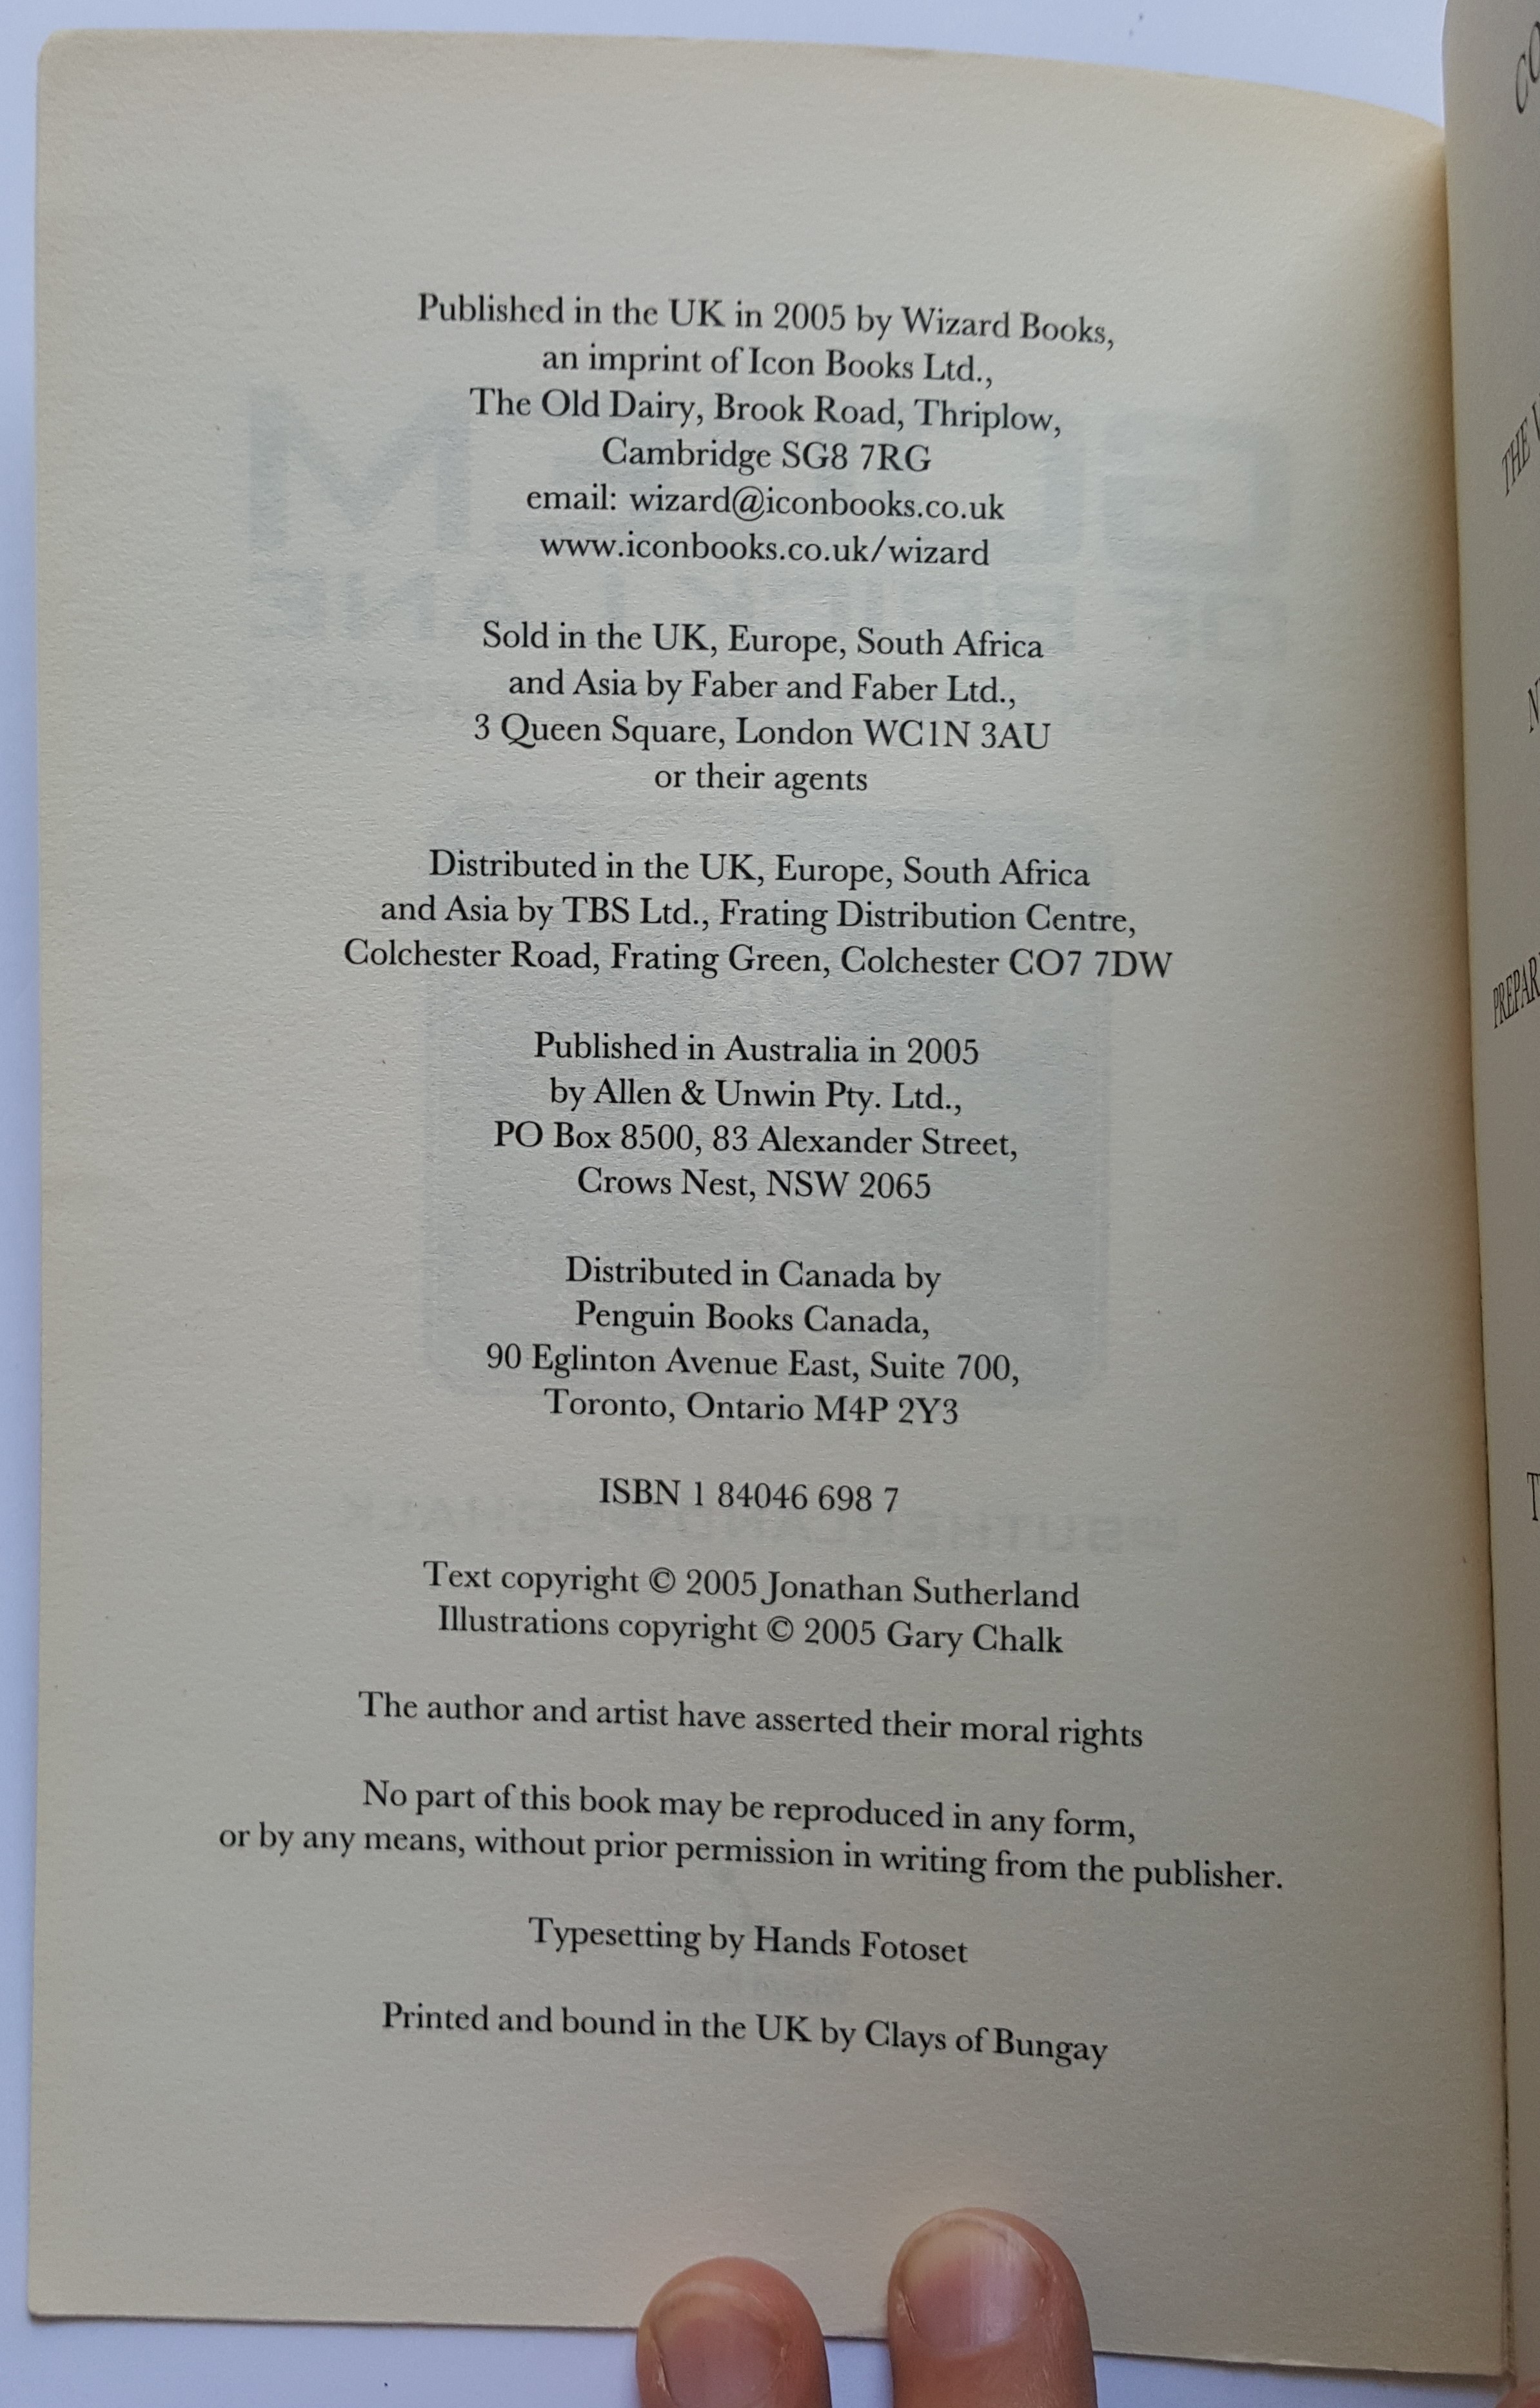 Published in the UK in 2005 by Wizard Books,
an imprint of Icon Books Ltd.,
The Old Dairy, Brook Road, Thriplow,
Cambridge SG8 7RG
email: wizard@iconbooks.co.uk
www.iconbooks.co.uk/wizard
Sold in the UK, Europe, South Africa
and Asia by Faber and Faber Ltd.,
3 Queen Square, London WC1N 3AU
or their agents
Distributed in the UK, Europe, South Africa
and Asia by TBS Ltd., Frating Distribution Centre,
Colchester Road, Frating Green, Colchester CO7 7DW
Published in Australia in 2005
by Allen & Unwin Pty. Ltd.,
PO Box 8500, 83 Alexander Street,
Crows Nest, NSW 2065
Distributed in Canada by
Penguin Books Canada,
90 Eglinton Avenue East, Suite 700,
Toronto, Ontario M4P 2Y3
ISBN 1 84046 698 7
Text copyright © 2005 Jonathan Sutherland
Illustrations copyright © 2005 Gary Chalk
The author and artist have asserted their moral rights
No part of this book may be reproduced in any form,
or by any means, without prior permission in writing from the publisher.
Typesetting by Hands Fotoset
Printed and bound in the UK by Clays of Bungay
THE